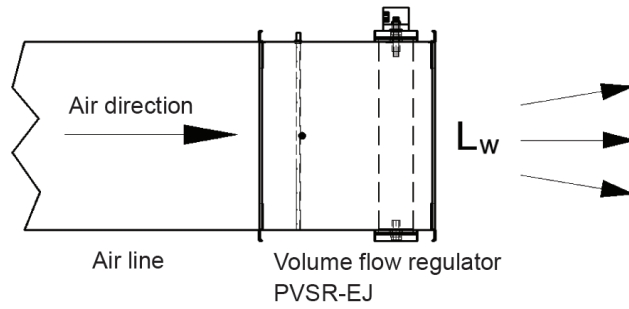 Air direction
Lw
Air line
Volume flow regulator
PVSR-EJ